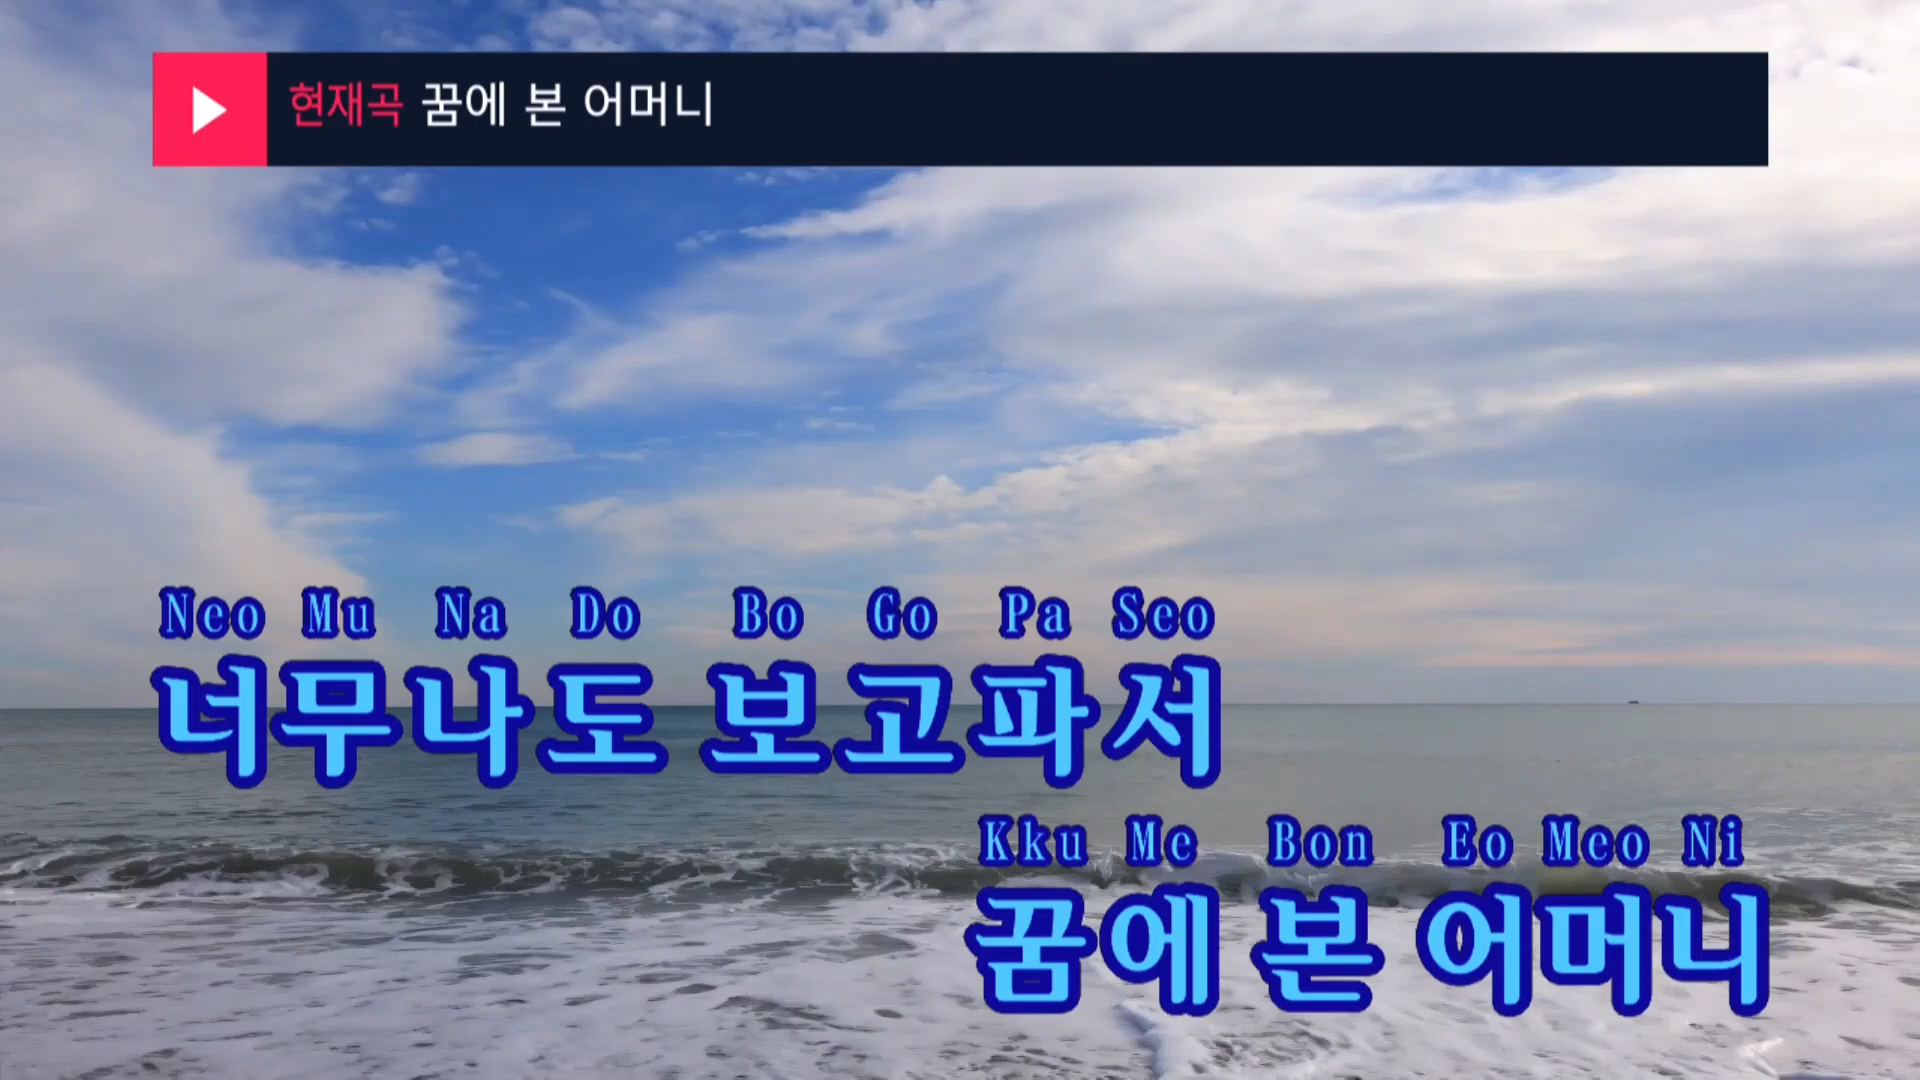 현재곡 꿈에 본 어머니
Neo Mu Na Do Bo Go Pa Seo
너무나도 보고파서
Kku Me Bon Eo Meo Ni
꿈에 본 어머니